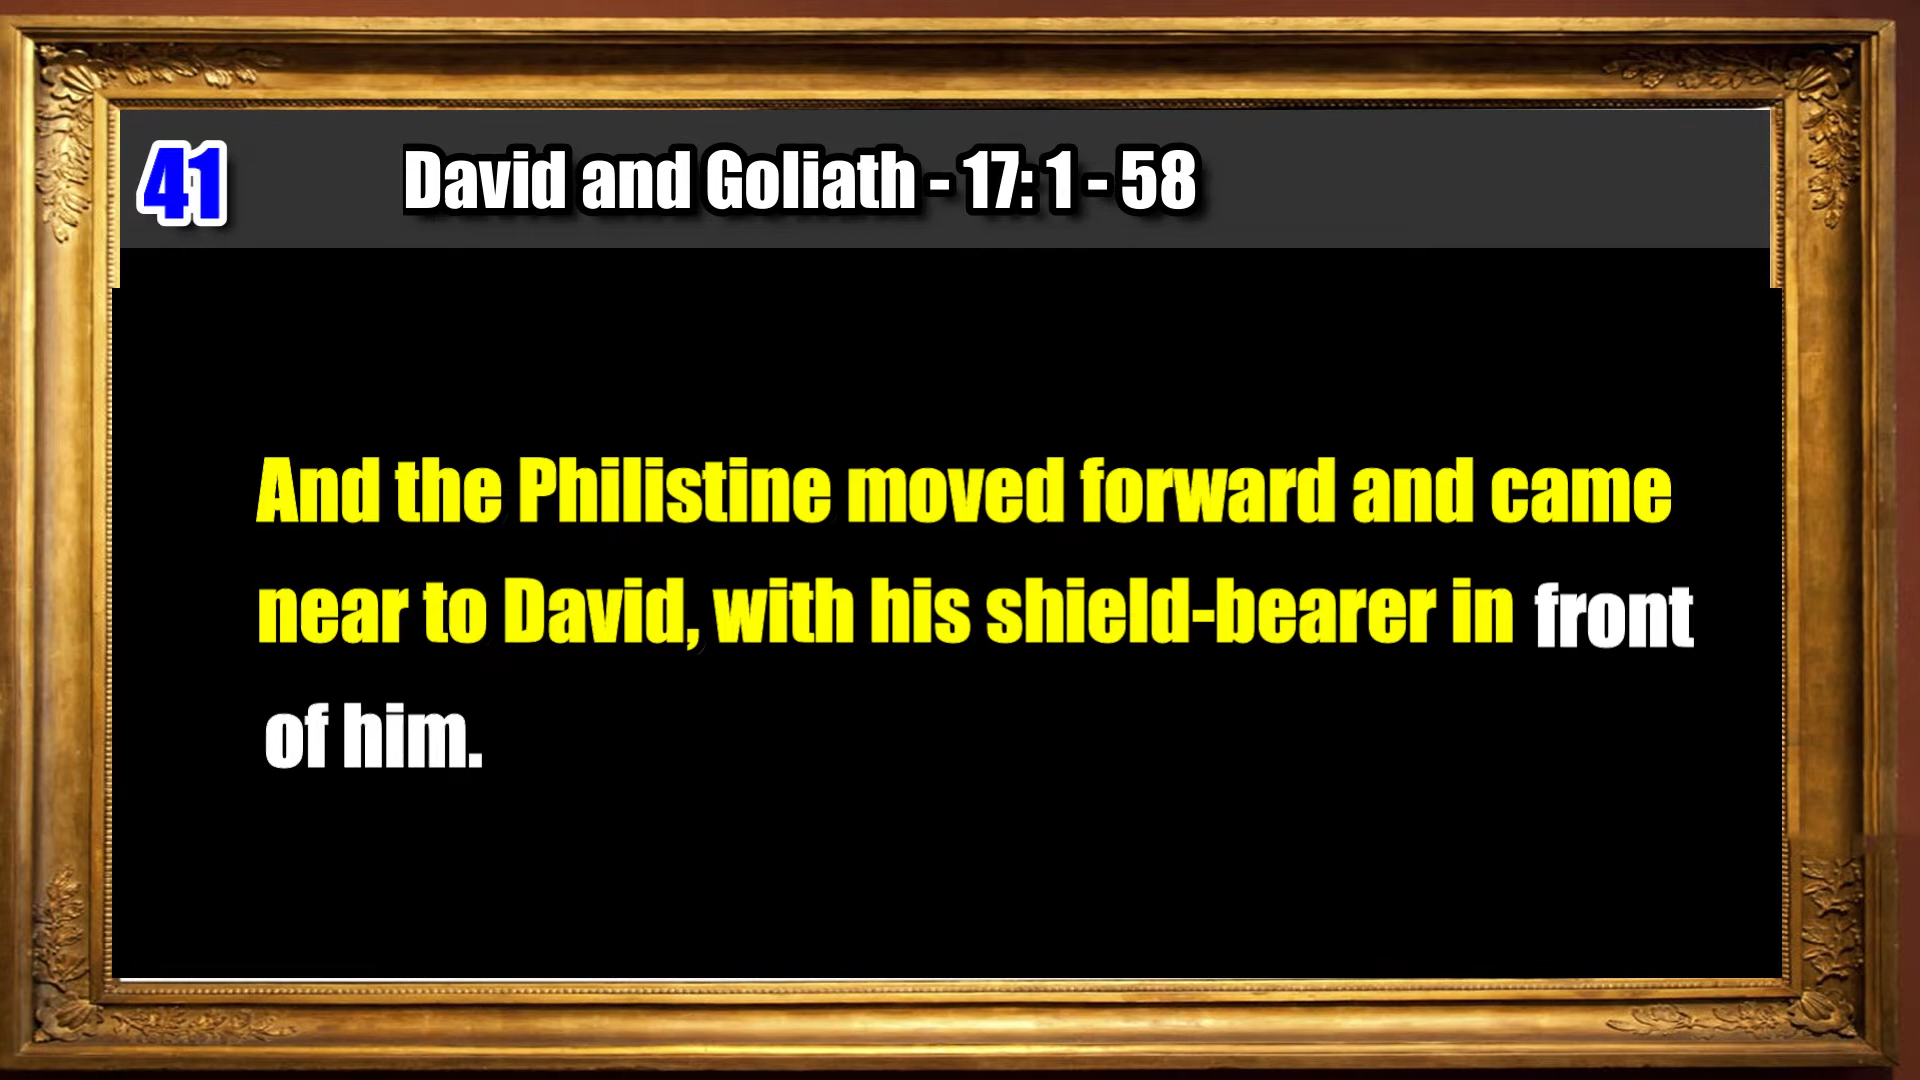 41 David and Goliath - 17: 1 - 58
And the Philistine moved forward and came
near to David, with his shield-bearer in front
of him.